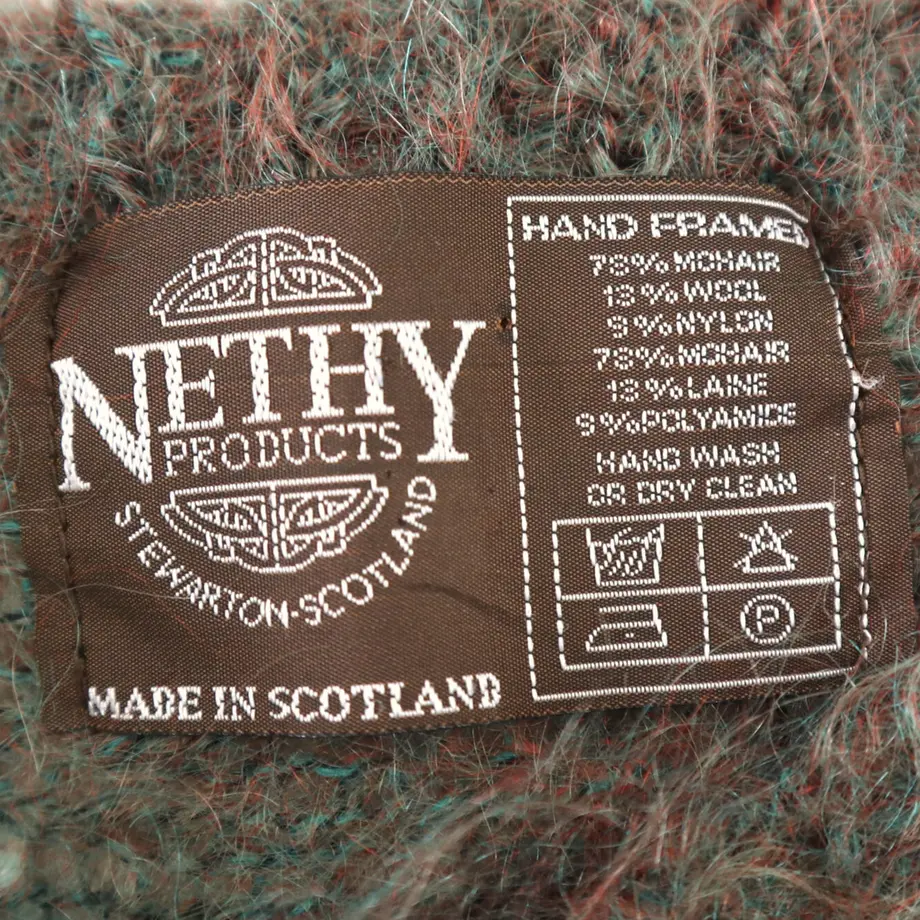 NETHY
PRODUCTS
STEWARTON-SCOTLAND
MADE IN SCOTLAND
HAND FRAMED
78% MOHAIR
13% WOOL
9% NYLON
78% MOHAIR
13% LAINE
9% POLYAMIDE
HAND WASH
OR DRY CLEAN
P